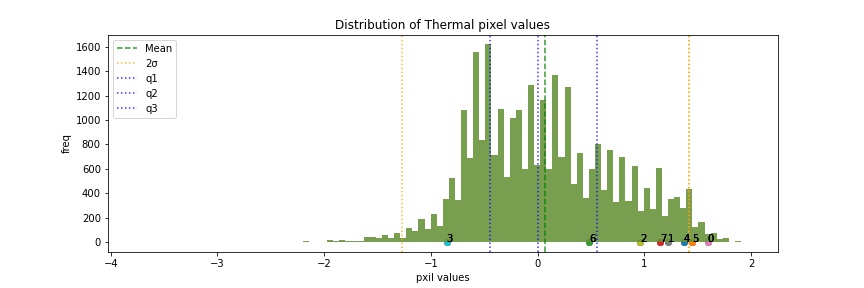 Distribution of Thermal pixel values
Mean
2σ
q1
q2
q3
freq
1600
1400
1200
1000
800
600
400
200
0
3 6 2 7 1 4 5 0
−4 −3 −2 −1 0 1 2
pxil values